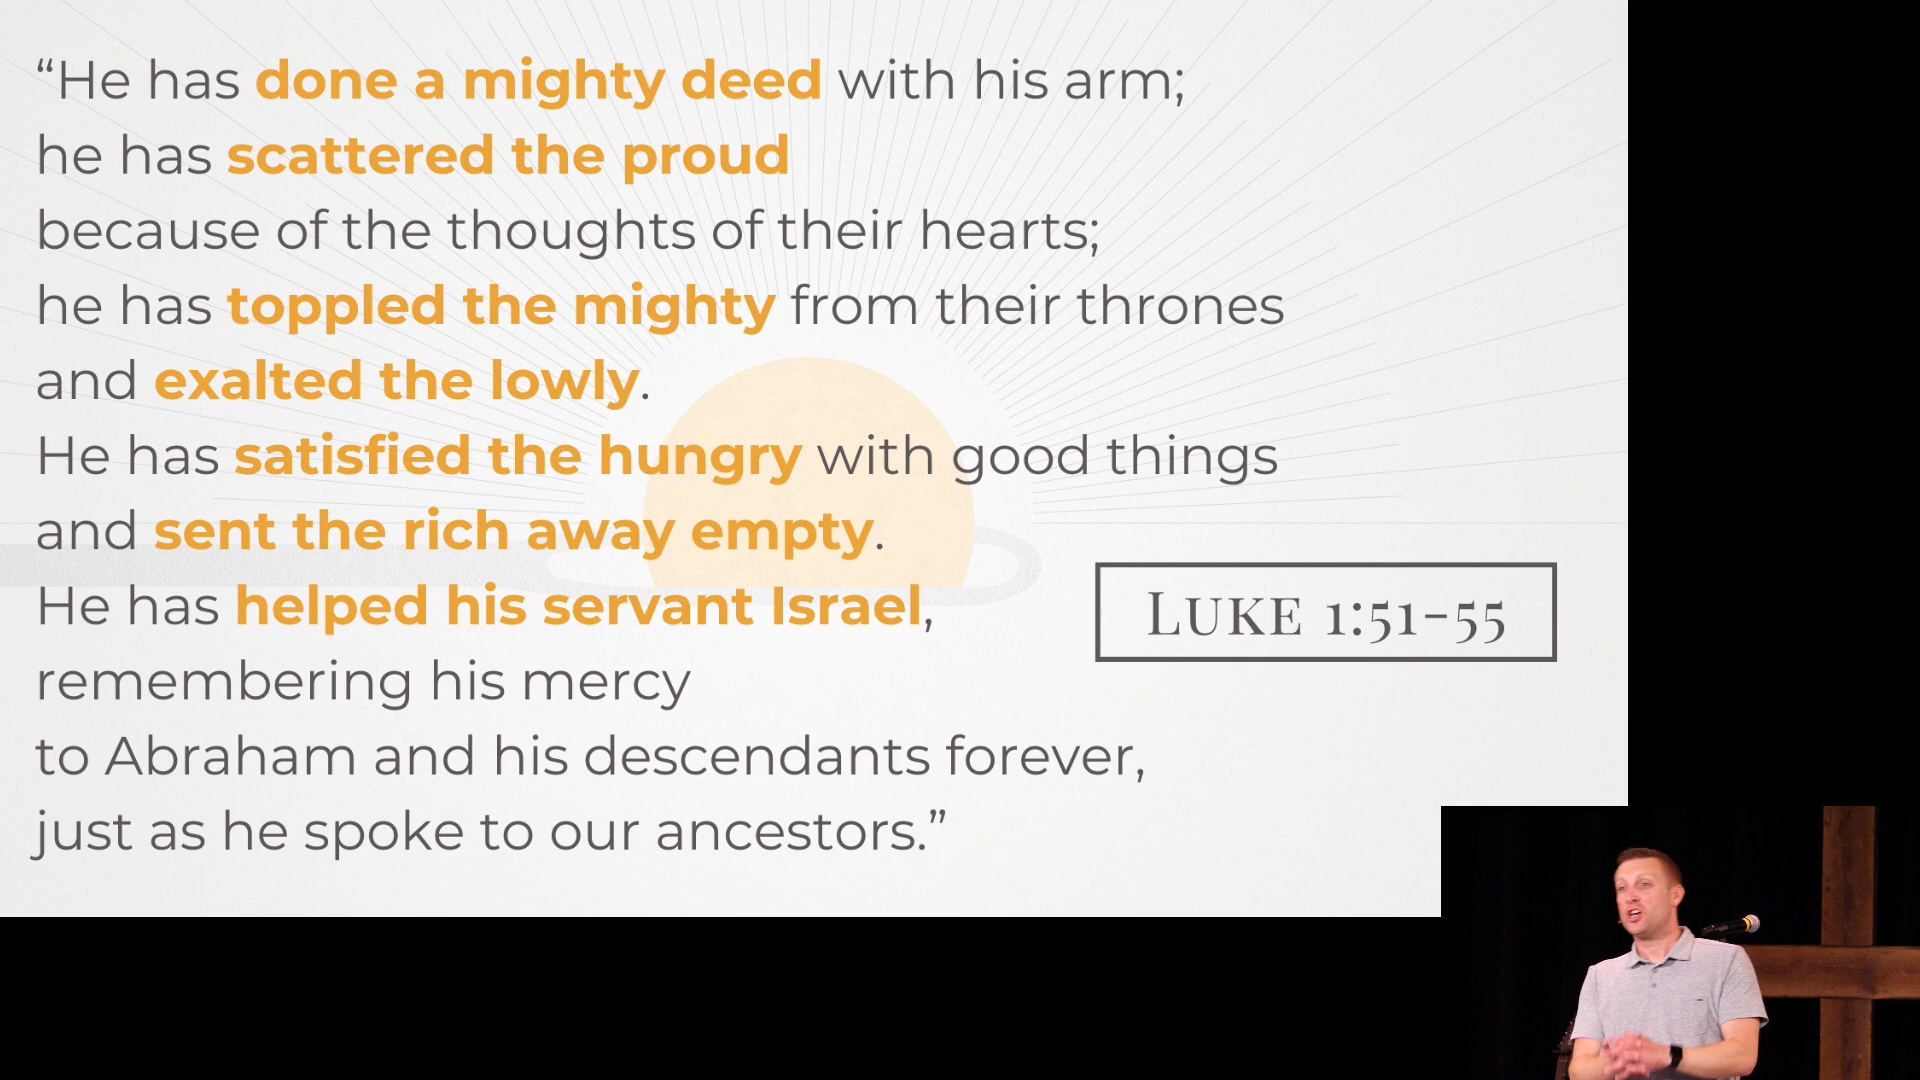 “He has done a mighty deed with his arm;
he has scattered the proud
because of the thoughts of their hearts;
he has toppled the mighty from their thrones
and exalted the lowly.
He has satisfied the hungry with good things
and sent the rich away empty.
He has helped his servant Israel,
remembering his mercy
to Abraham and his descendants forever,
just as he spoke to our ancestors.”
Luke 1:51-55